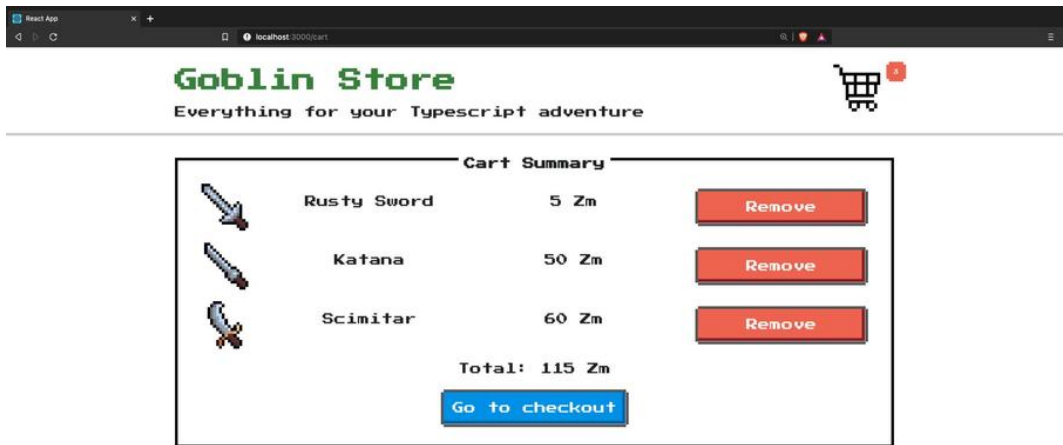 React App
localhost:3000/cart
Goblin Store
3
Everything for your Typescript adventure
Cart Summary
Rusty Sword 5 Zm Remove
Katana 50 Zm Remove
Scimitar 60 Zm Remove
Total: 115 Zm
Go to checkout